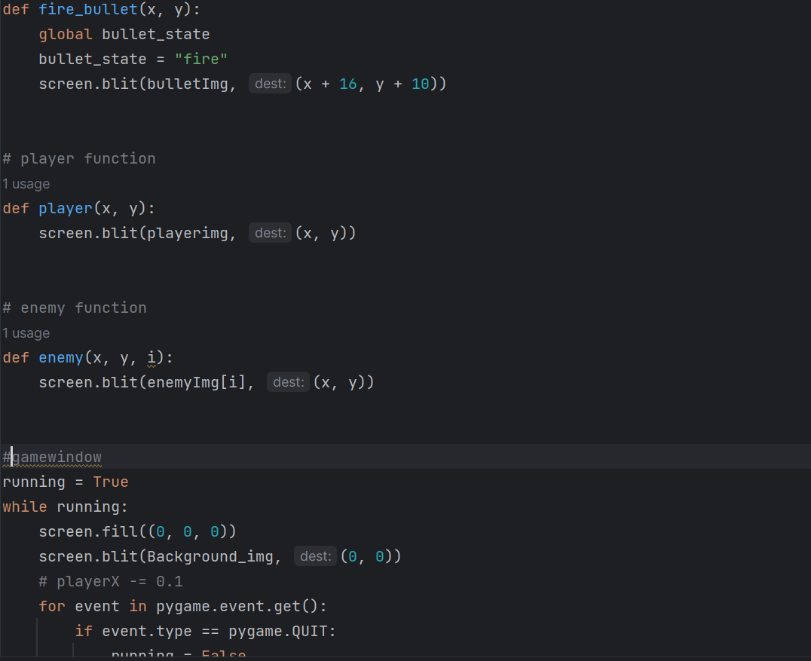 def fire_bullet(x, y):
    global bullet_state
    bullet_state = "fire"
    screen.blit(bulletImg, dest: (x + 16, y + 10))
# player function
1 usage
def player(x, y):
    screen.blit(playerimg, dest: (x, y))
# enemy function
1 usage
def enemy(x, y, i):
    screen.blit(enemyImg[i], dest: (x, y))
#gamewindow
running = True
while running:
    screen.fill((0, 0, 0))
    screen.blit(Background_img, dest: (0, 0))
    # playerX -= 0.1
    for event in pygame.event.get():
        if event.type == pygame.QUIT:
            running = False